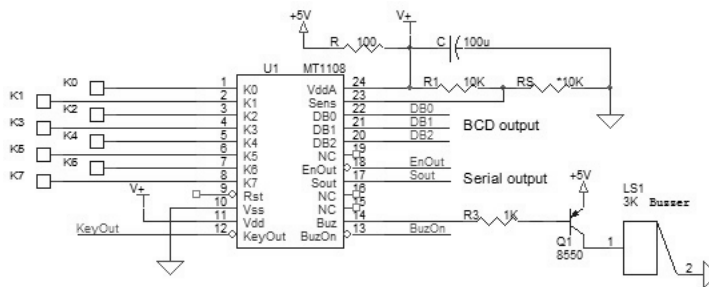 +5V
V+
R
100
C
100u
U1
MT1108
R1
10K
RS
*10K
K0
K1
K2
K3
K4
K5
K6
K7
1
2
3
4
5
6
7
8
9
10
11
12
K0
K1
K2
K3
K4
K5
K6
K7
Rst
Vss
Vdd
KeyOut
VddA
Sens
DB0
DB1
DB2
NC
EnOut
Sout
NC
NC
Buz
BuzOn
24
23
22
21
20
19
18
17
16
15
14
13
DB0
DB1
DB2
BCD output
EnOut
Sout
Serial output
V+
KeyOut
R3
1K
BuzOn
+5V
Q1
8550
LS1
3K Buzser
1
2